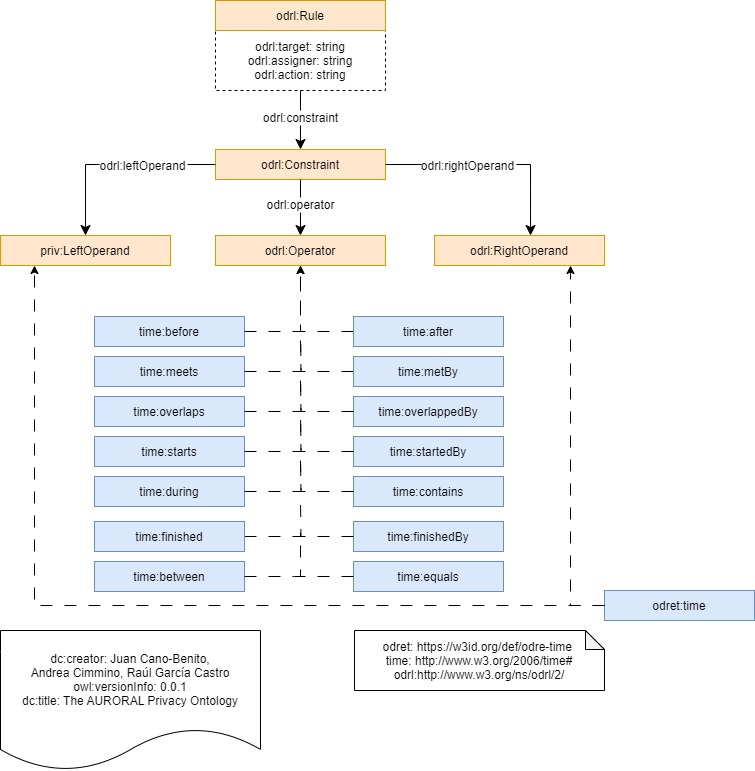 odrl:Rule
odrl:target: string
odrl:assigner: string
odrl:action: string
odrl:constraint
odrl:leftOperand
odrl:Constraint
odrl:rightOperand
odrl:operator
priv:LeftOperand
odrl:Operator
odrl:RightOperand
time:before
time:after
time:meets
time:metBy
time:overlaps
time:overlappedBy
time:starts
time:startedBy
time:during
time:contains
time:finished
time:finishedBy
time:between
time:equals
odret:time
dc:creator: Juan Cano-Benito,
Andrea Cimmino, Raúl García Castro
owl:versionInfo: 0.0.1
dc:title: The AURORAL Privacy Ontology
odret: https://w3id.org/def/odre-time
time: http://www.w3.org/2006/time#
odrl:http://www.w3.org/ns/odrl/2/